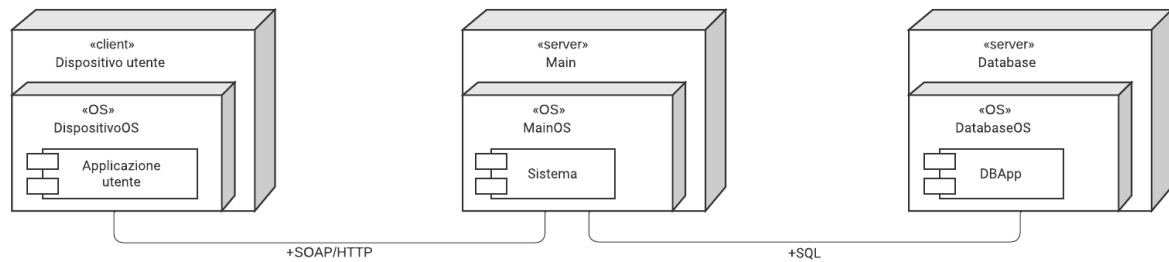 «client»
Dispositivo utente
«OS»
DispositivoOS
Applicazione
utente
«server»
Main
«OS»
MainOS
Sistema
«server»
Database
«OS»
DatabaseOS
DBApp
+SOAP/HTTP
+SQL